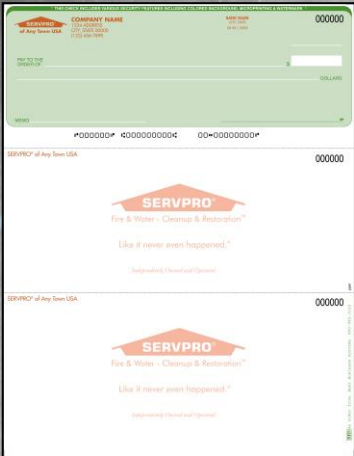 * THIS CHECK INCLUDES VARIOUS SECURITY FEATURES INCLUDING COLORED BACKGROUND, MICROPRINTING & WATERMARK *
SERVPRO
of Any Town USA
COMPANY NAME
1234 ADDRESS
CITY, STATE 00000
BANK NAME
000000
PAY TO THE
ORDER OF
$
DOLLARS
MEMO
⑈000000⑈ ⑆000000000⑆ 00⑉00000000⑈
SERVPRO® of Any Town USA
000000
SERVPRO®
Fire & Water - Cleanup & Restoration™
Like it never even happened.®
Independently Owned and Operated
SERVPRO® of Any Town USA
000000
SERVPRO®
Fire & Water - Cleanup & Restoration™
Like it never even happened.®
Independently Owned and Operated